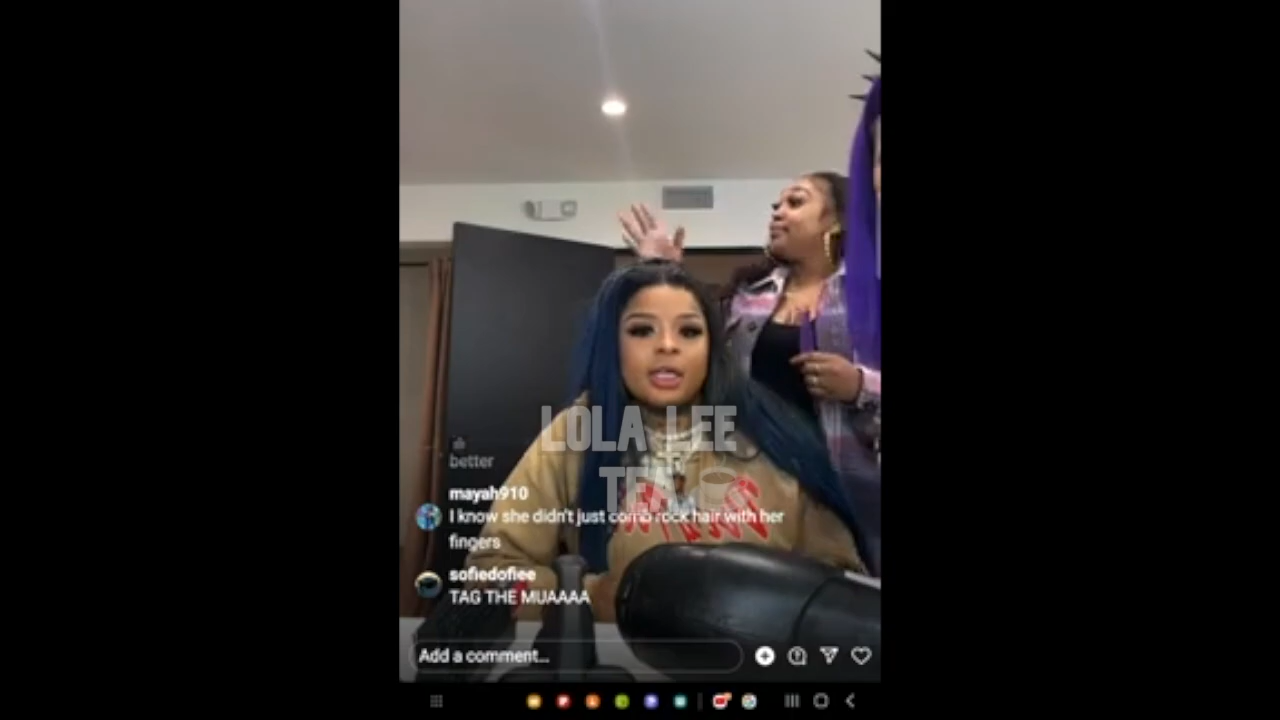 LOLA LEE
TEA
better
mayah910
I know she didn't just comb rock hair with her
fingers
sofiedofiee
TAG THE MUAAAA
Add a comment...